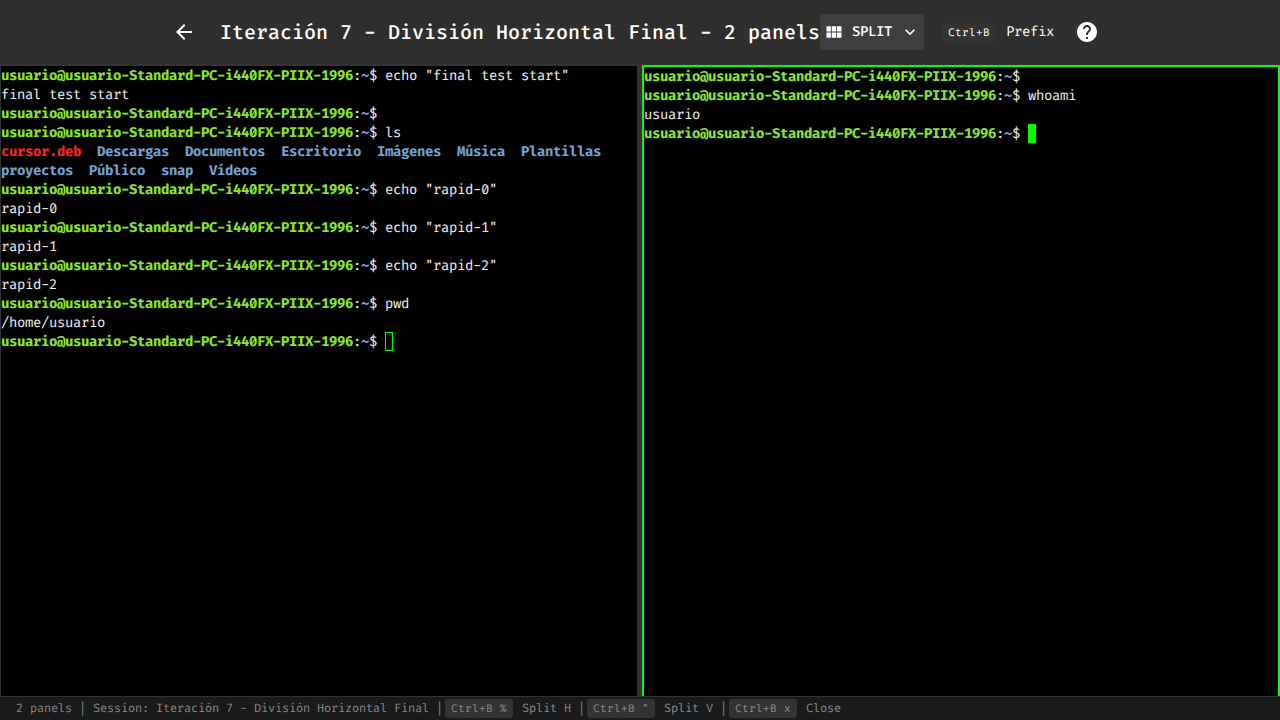 Iteración 7 - División Horizontal Final - 2 panels SPLIT Ctrl+B Prefix ?
usuario@usuario-Standard-PC-i440FX-PIIX-1996:~$ echo "final test start"
final test start
usuario@usuario-Standard-PC-i440FX-PIIX-1996:~$
usuario@usuario-Standard-PC-i440FX-PIIX-1996:~$ ls
cursor.deb Descargas Documentos Escritorio Imágenes Música Plantillas
proyectos Público snap Vídeos
usuario@usuario-Standard-PC-i440FX-PIIX-1996:~$ echo "rapid-0"
rapid-0
usuario@usuario-Standard-PC-i440FX-PIIX-1996:~$ echo "rapid-1"
rapid-1
usuario@usuario-Standard-PC-i440FX-PIIX-1996:~$ echo "rapid-2"
rapid-2
usuario@usuario-Standard-PC-i440FX-PIIX-1996:~$ pwd
/home/usuario
usuario@usuario-Standard-PC-i440FX-PIIX-1996:~$
usuario@usuario-Standard-PC-i440FX-PIIX-1996:~$
usuario@usuario-Standard-PC-i440FX-PIIX-1996:~$ whoami
usuario
usuario@usuario-Standard-PC-i440FX-PIIX-1996:~$
2 panels | Session: Iteración 7 - División Horizontal Final | Ctrl+B % Split H | Ctrl+B " Split V | Ctrl+B x Close